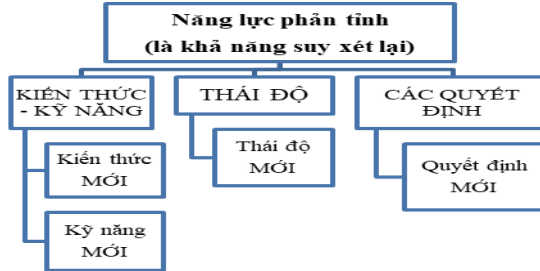 Năng lực phản tỉnh
(là khả năng suy xét lại)
KIẾN THỨC
- KỸ NĂNG
THÁI ĐỘ
CÁC QUYẾT
ĐỊNH
Kiến thức
MỚI
Thái độ
MỚI
Quyết định
MỚI
Kỹ năng
MỚI